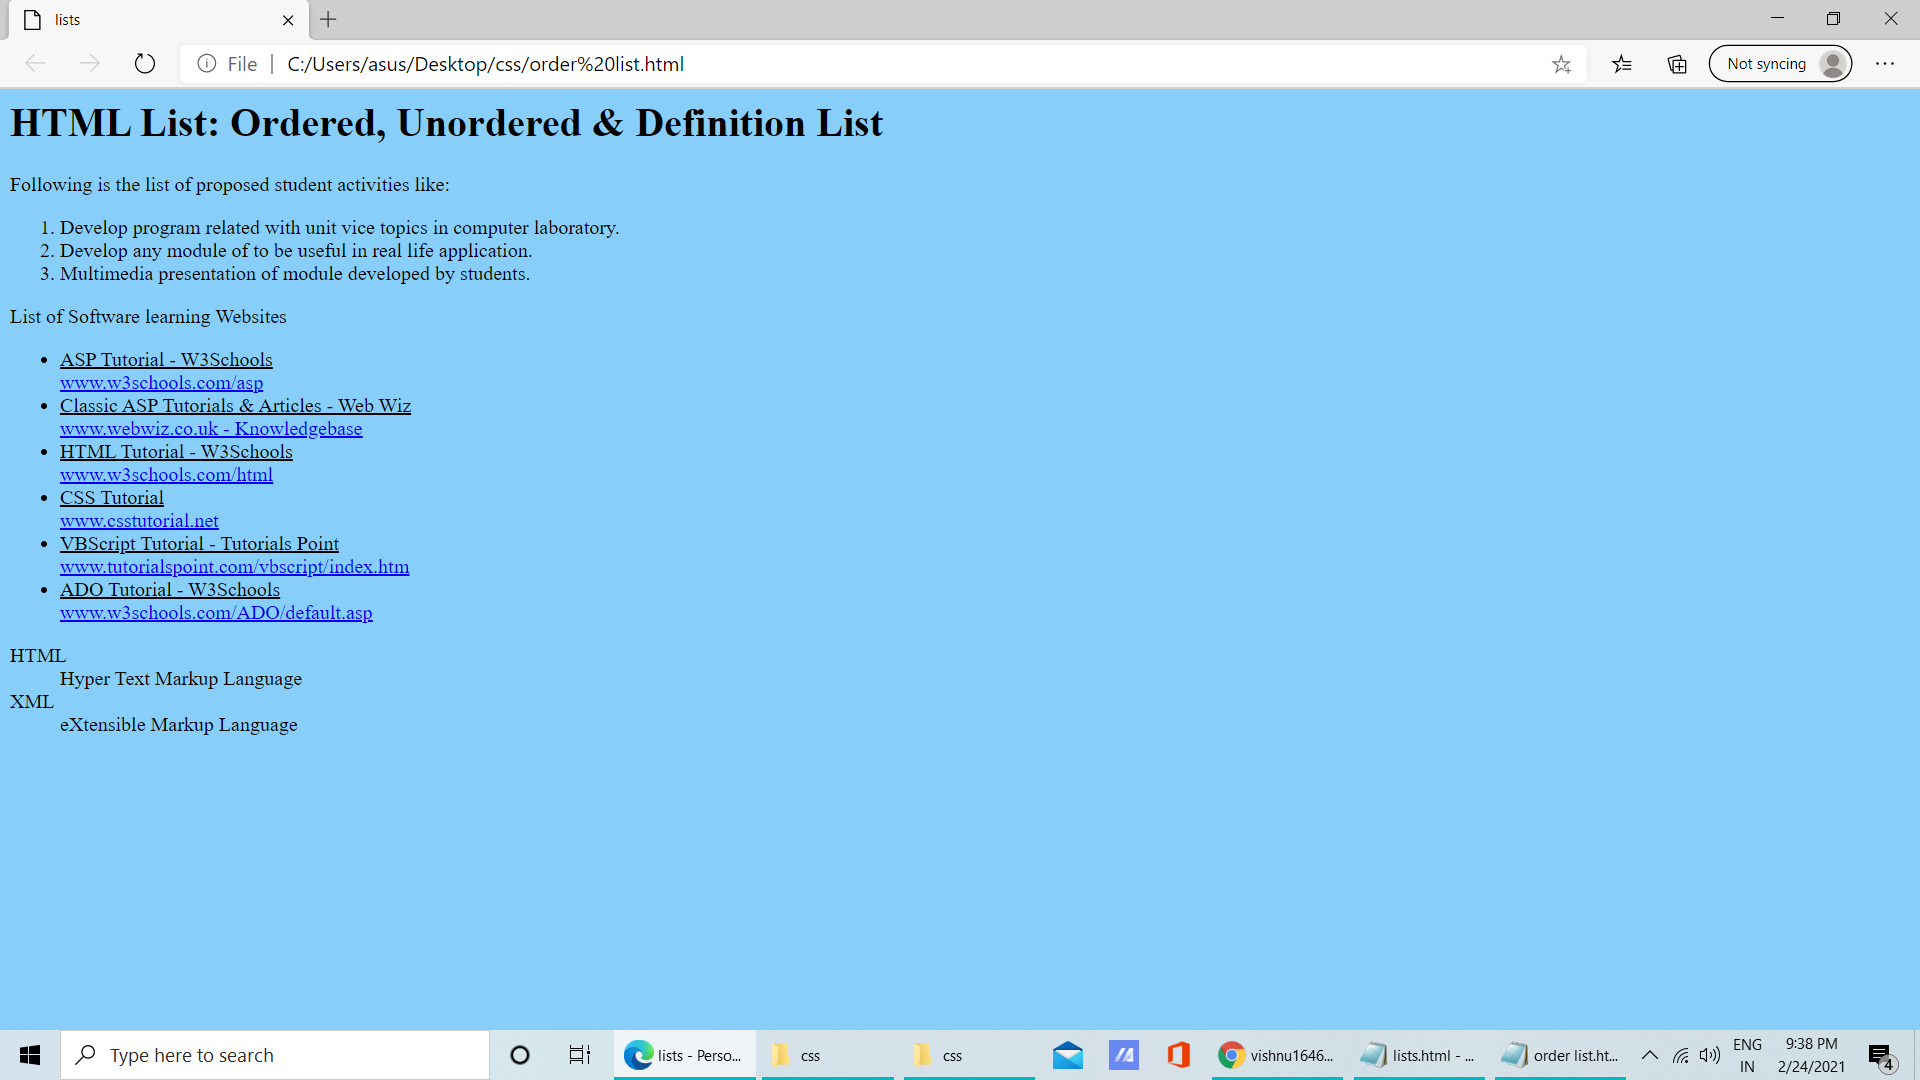 lists
File
C:/Users/asus/Desktop/css/order%20list.html
Not syncing
HTML List: Ordered, Unordered & Definition List
Following is the list of proposed student activities like:
1. Develop program related with unit vice topics in computer laboratory.
2. Develop any module of to be useful in real life application.
3. Multimedia presentation of module developed by students.
List of Software learning Websites
• ASP Tutorial - W3Schools
www.w3schools.com/asp
• Classic ASP Tutorials & Articles - Web Wiz
www.webwiz.co.uk - Knowledgebase
• HTML Tutorial - W3Schools
www.w3schools.com/html
• CSS Tutorial
www.csstutorial.net
• VBScript Tutorial - Tutorials Point
www.tutorialspoint.com/vbscript/index.htm
• ADO Tutorial - W3Schools
www.w3schools.com/ADO/default.asp
HTML
Hyper Text Markup Language
XML
eXtensible Markup Language
Type here to search
lists - Perso...
css
css
vishnu1646...
lists.html - ...
order list.ht...
ENG
IN
9:38 PM
2/24/2021
4